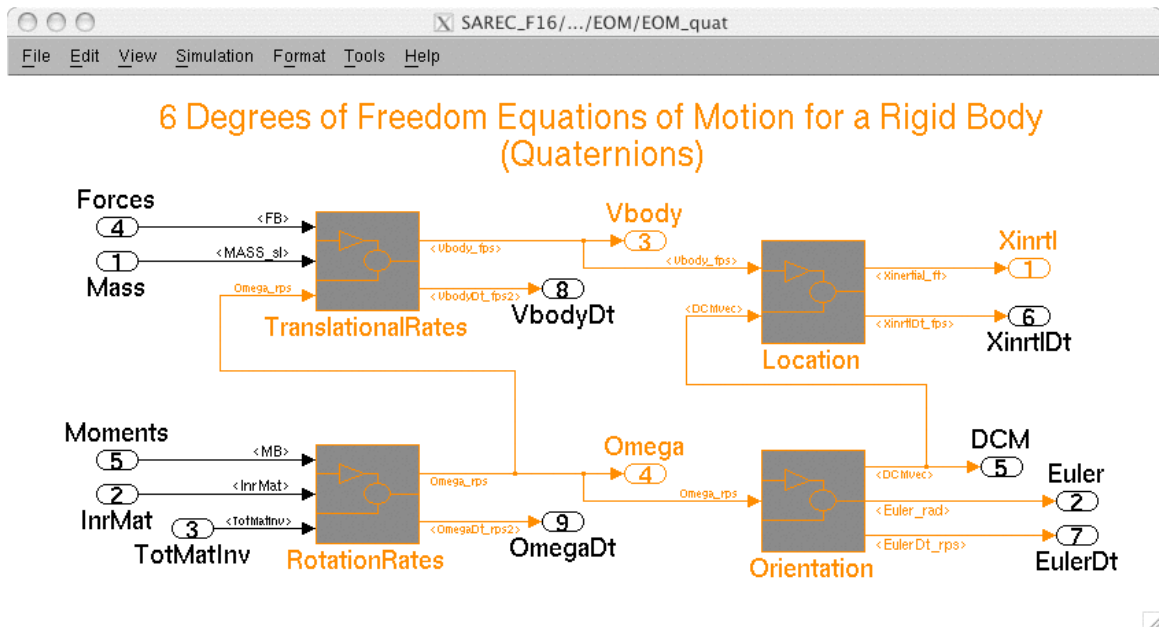 SAREC_F16/.../EOM/EOM_quat
File Edit View Simulation Format Tools Help
6 Degrees of Freedom Equations of Motion for a Rigid Body
(Quaternions)
Forces
4
<FB>
1
<MASS_sl>
Mass
Omega_rps
TranslationalRates
<Vbody_fps>
<VbodyDt_fps2>
Vbody
3
8
VbodyDt
<Vbody_fps>
<DCMvec>
Location
<Xinertial_ft>
<XinrtlDt_fps>
Xinrtl
1
6
XinrtlDt
Moments
5
<MB>
2
<InrMat>
InrMat
3
<TotMatInv>
TotMatInv
RotationRates
Omega_rps
<OmegaDt_rps2>
Omega
4
9
OmegaDt
Omega_rps
Orientation
<DCMvec>
<Euler_rad>
<EulerDt_rps>
DCM
5
Euler
2
7
EulerDt